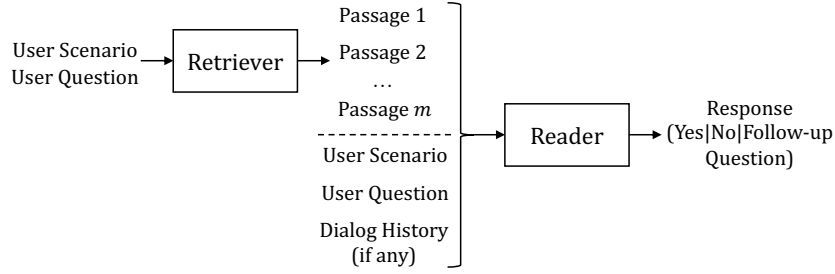 User Scenario
User Question
Retriever
Passage 1
Passage 2
...
Passage m
User Scenario
User Question
Dialog History
(if any)
Reader
Response
(Yes|No|Follow-up
Question)